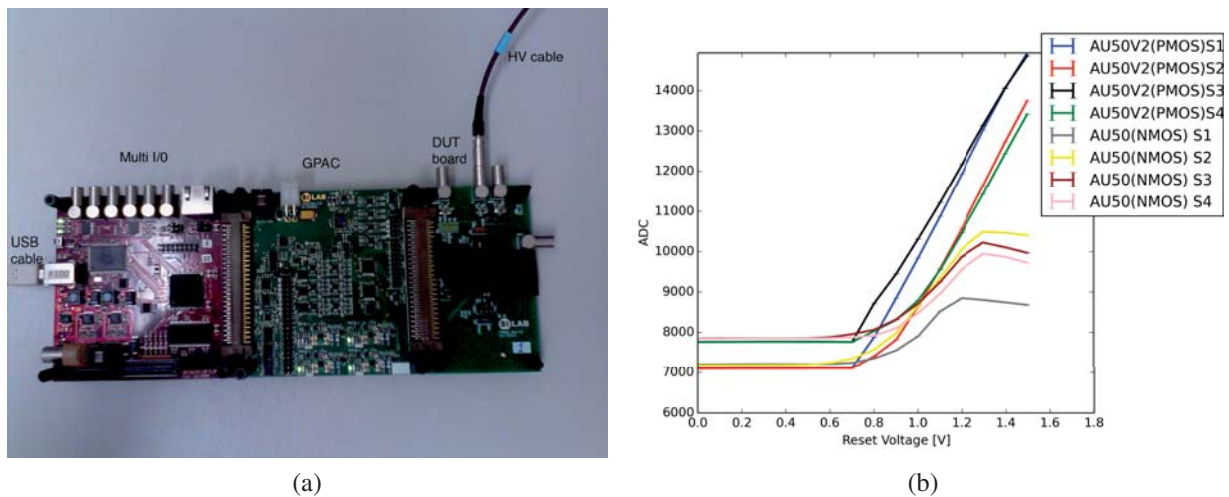 HV cable
Multi I/0
GPAC
DUT
board
LAB
USB
cable
#100
LAB
(a)
AU50V2(PMOS)S1
AU50V2(PMOS)S2
AU50V2(PMOS)S3
AU50V2(PMOS)S4
AU50(NMOS) S1
AU50(NMOS) S2
AU50(NMOS) S3
AU50(NMOS) S4
14000
13000
12000
11000
10000
9000
8000
7000
6000
ADC
0.0 0.2 0.4 0.6 0.8 1.0 1.2 1.4 1.6 1.8
Reset Voltage [V]
(b)